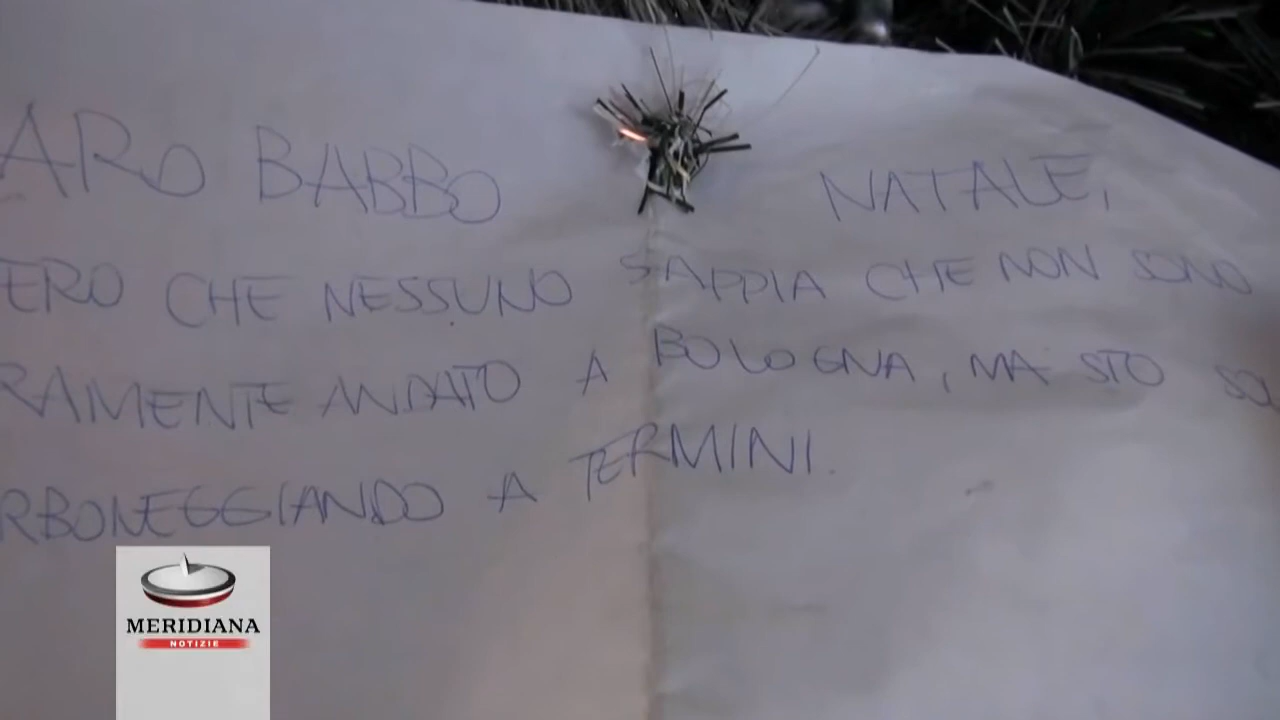 ARO BABBO NATALE,
ERO CHE NESSUNO SAPPIA CHE NON SONO
RAMENTE ANDATO A BOLOGNA, MA STO SOL
RBONEGGIANDO A TERMINI.
MERIDIANA
NOTIZIE